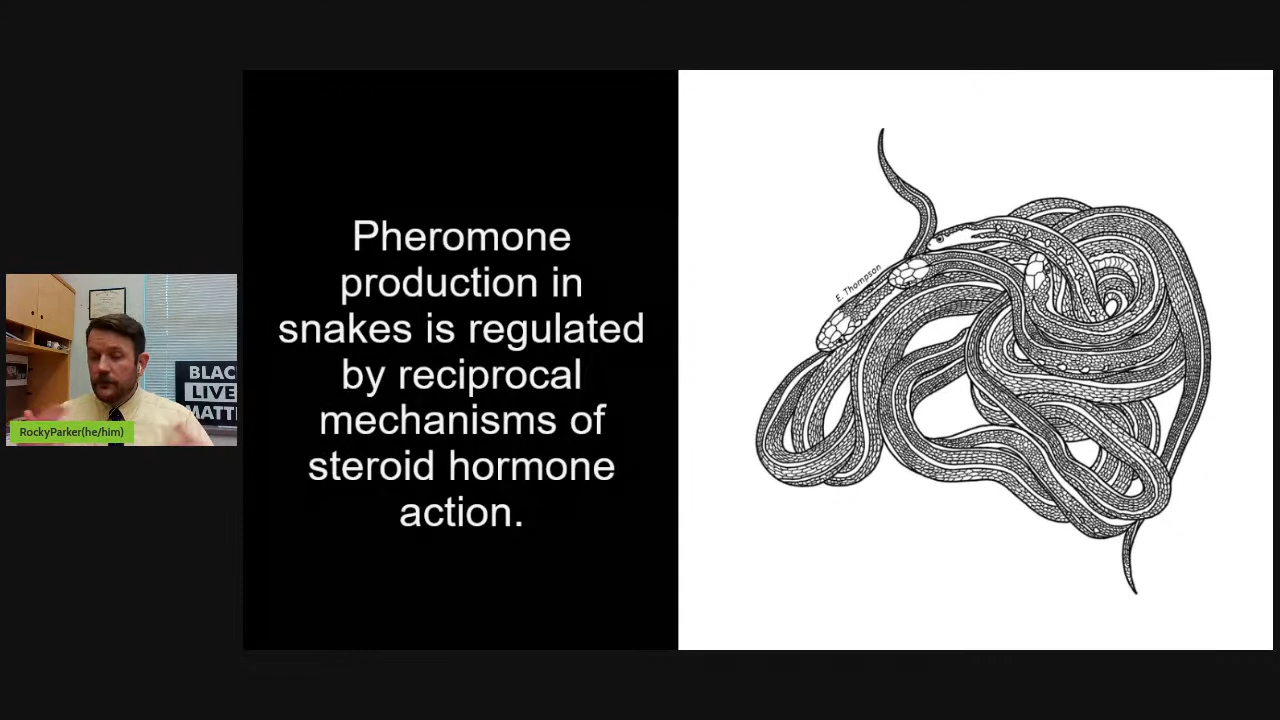 Pheromone
production in
snakes is regulated
by reciprocal
mechanisms of
steroid hormone
action.
E. Thompson
BLAC
LIVE
MATT
RockyParker(he/him)